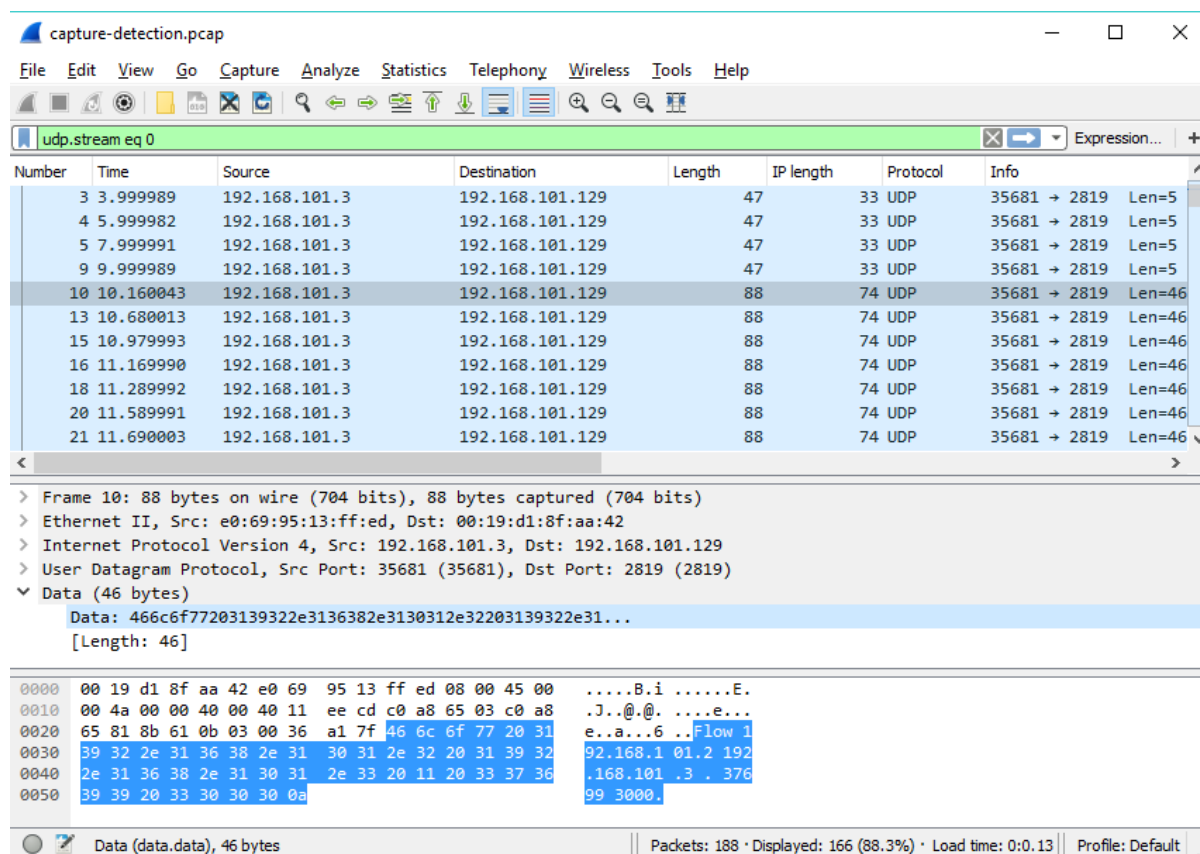 capture-detection.pcap
File Edit View Go Capture Analyze Statistics Telephony Wireless Tools Help
udp.stream eq 0 Expression... +
Number Time Source Destination Length IP length Protocol Info
3 3.999989 192.168.101.3 192.168.101.129 47 33 UDP 35681 → 2819 Len=5
4 5.999982 192.168.101.3 192.168.101.129 47 33 UDP 35681 → 2819 Len=5
5 7.999991 192.168.101.3 192.168.101.129 47 33 UDP 35681 → 2819 Len=5
9 9.999989 192.168.101.3 192.168.101.129 47 33 UDP 35681 → 2819 Len=5
10 10.160043 192.168.101.3 192.168.101.129 88 74 UDP 35681 → 2819 Len=46
13 10.680013 192.168.101.3 192.168.101.129 88 74 UDP 35681 → 2819 Len=46
15 10.979993 192.168.101.3 192.168.101.129 88 74 UDP 35681 → 2819 Len=46
16 11.169990 192.168.101.3 192.168.101.129 88 74 UDP 35681 → 2819 Len=46
18 11.289992 192.168.101.3 192.168.101.129 88 74 UDP 35681 → 2819 Len=46
20 11.589991 192.168.101.3 192.168.101.129 88 74 UDP 35681 → 2819 Len=46
21 11.690003 192.168.101.3 192.168.101.129 88 74 UDP 35681 → 2819 Len=46
Frame 10: 88 bytes on wire (704 bits), 88 bytes captured (704 bits)
Ethernet II, Src: e0:69:95:13:ff:ed, Dst: 00:19:d1:8f:aa:42
Internet Protocol Version 4, Src: 192.168.101.3, Dst: 192.168.101.129
User Datagram Protocol, Src Port: 35681 (35681), Dst Port: 2819 (2819)
Data (46 bytes)
Data: 466c6f77203139322e3136382e3130312e32203139322e31...
[Length: 46]
0000 00 19 d1 8f aa 42 e0 69 95 13 ff ed 08 00 45 00 .....B.i ......E.
0010 00 4a 00 00 40 00 40 11 ee cd c0 a8 65 03 c0 a8 .J..@.@. ....e...
0020 65 81 8b 61 0b 03 00 36 a1 7f 46 6c 6f 77 20 31 e..a...6 ..Flow 1
0030 39 32 2e 31 36 38 2e 31 30 31 2e 32 20 31 39 32 92.168.1 01.2 192
0040 2e 31 36 38 2e 31 30 31 2e 33 20 11 20 33 37 36 .168.101 .3 . 376
0050 39 39 20 33 30 30 30 0a 99 3000.
Data (data.data), 46 bytes Packets: 188 · Displayed: 166 (88.3%) · Load time: 0:0.13 Profile: Default